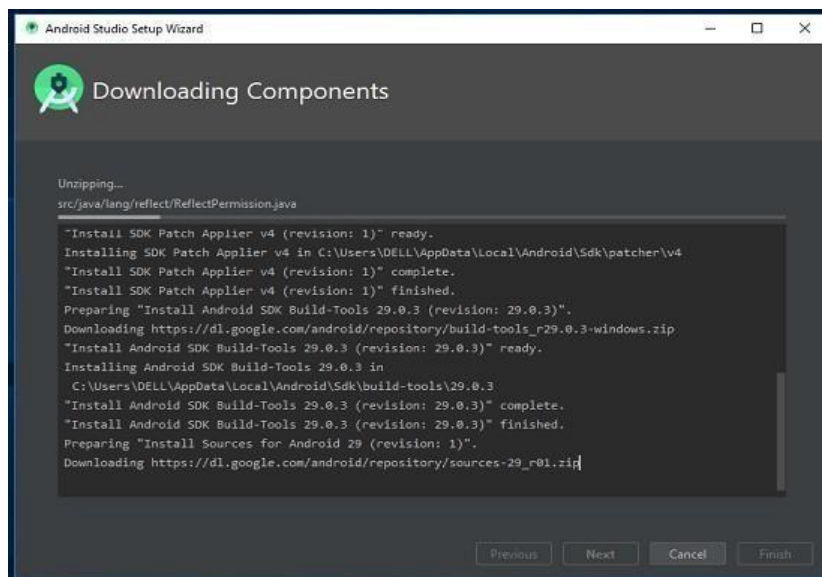 Android Studio Setup Wizard
Downloading Components
Unzipping...
src/java/lang/reflect/ReflectPermission.java
"Install SDK Patch Applier v4 (revision: 1)" ready.
Installing SDK Patch Applier v4 in C:\Users\DELL\AppData\Local\Android\Sdk\patcher\v4
"Install SDK Patch Applier v4 (revision: 1)" complete.
"Install SDK Patch Applier v4 (revision: 1)" finished.
Preparing "Install Android SDK Build-Tools 29.0.3 (revision: 29.0.3)".
Downloading https://dl.google.com/android/repository/build-tools_r29.0.3-windows.zip
"Install Android SDK Build-Tools 29.0.3 (revision: 29.0.3)" ready.
Installing Android SDK Build-Tools 29.0.3 in
C:\Users\DELL\AppData\Local\Android\Sdk\build-tools\29.0.3
"Install Android SDK Build-Tools 29.0.3 (revision: 29.0.3)" complete.
"Install Android SDK Build-Tools 29.0.3 (revision: 29.0.3)" finished.
Preparing "Install Sources for Android 29 (revision: 1)".
Downloading https://dl.google.com/android/repository/sources-29_r01.zip
Previous Next Cancel Finish